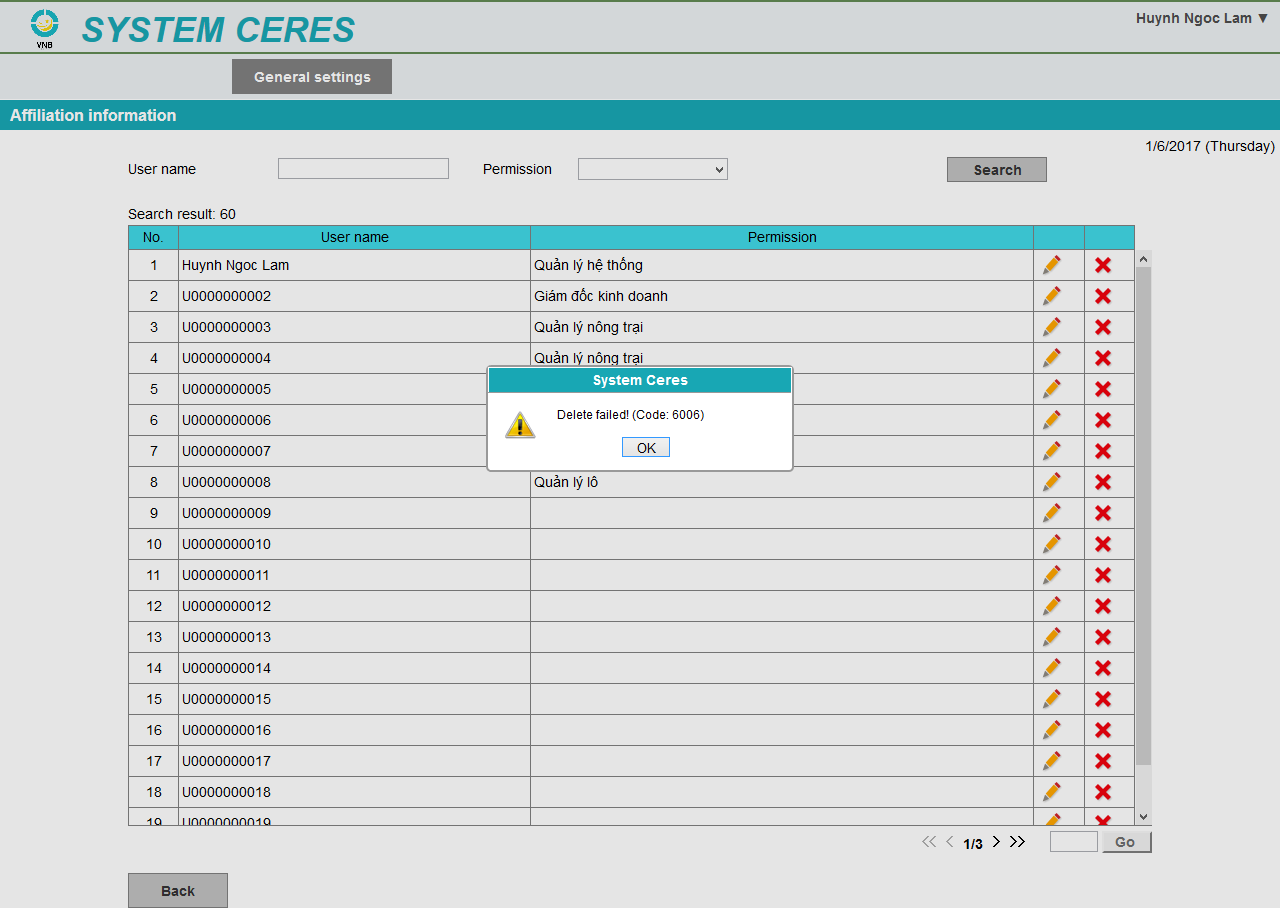 VNB
SYSTEM CERES
Huynh Ngoc Lam ▼
General settings
Affiliation information
1/6/2017 (Thursday)
User name
Permission
Search
Search result: 60
No. User name Permission
1 Huynh Ngoc Lam Quản lý hệ thống
2 U0000000002 Giám đốc kinh doanh
3 U0000000003 Quản lý nông trại
4 U0000000004 Quản lý nông trại
5 U0000000005
6 U0000000006
7 U0000000007
8 U0000000008 Quản lý lô
9 U0000000009
10 U0000000010
11 U0000000011
12 U0000000012
13 U0000000013
14 U0000000014
15 U0000000015
16 U0000000016
17 U0000000017
18 U0000000018
19 U0000000019
System Ceres
Delete failed! (Code: 6006)
OK
1/3
Go
Back